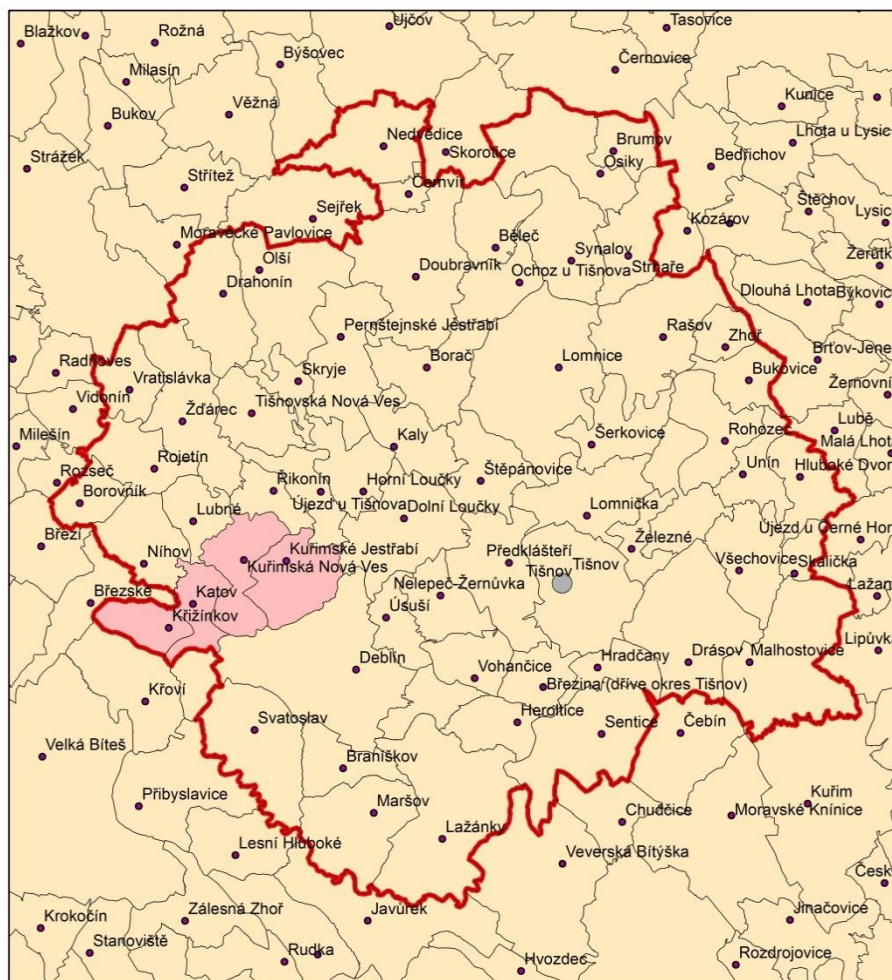 Ujčov
Tasovice
Blažkov
Rožná
Býšovec
Černovice
Milasín
Kunice
Bukov
Věžná
Nedvědice
Skorotice
Brumov
Lhota u Lysic
Strážek
Osiky
Bedřichov
Střítež
Černvír
Sejřek
Štěchov
Lysice
Kozárov
Moravecké Pavlovice
Běleč
Synalov
Strhaře
Žerůtk
Olší
Drahonín
Doubravník
Ochoz u Tišnova
Dlouhá Lhota
Býkovice
Pernštejnské Jestřabí
Rašov
Zhoř
Brťov-Jene
Radňoves
Vratislávka
Skryje
Borač
Lomnice
Bukovice
Žernovní
Vidonín
Žďárec
Tišnovská Nová Ves
Lubě
Milešín
Kaly
Šerkovice
Rohozec
Malá Lhota
Rozseč
Rojetín
Štěpánovice
Unín
Hluboké Dvory
Borovník
Řikonín
Horní Loučky
Lubné
Újezd u Tišnova
Dolní Loučky
Lomnička
Újezd u Černé Hor
Březí
Níhov
Kuřimské Jestřabí
Kuřimská Nová Ves
Předklášteří
Železné
Tišnov
Tišnov
Všechovice
Skalička
Březské
Katov
Nelepeč-Žernůvka
Lažan
Křižínkov
Úsuší
Lipůvka
Deblín
Vohančice
Hradčany
Drásov
Malhostovice
Křoví
Březina (dříve okres Tišnov)
Svatoslav
Heroltice
Sentice
Čebín
Velká Bíteš
Braníškov
Přibyslavice
Maršov
Kuřim
Chudčice
Moravské Knínice
Lesní Hluboké
Lažánky
Veverská Bítýška
Česk
Krokočín
Zálesná Zhoř
Javůrek
Jinačovice
Stanoviště
Rudka
Hvozdec
Rozdrojovice